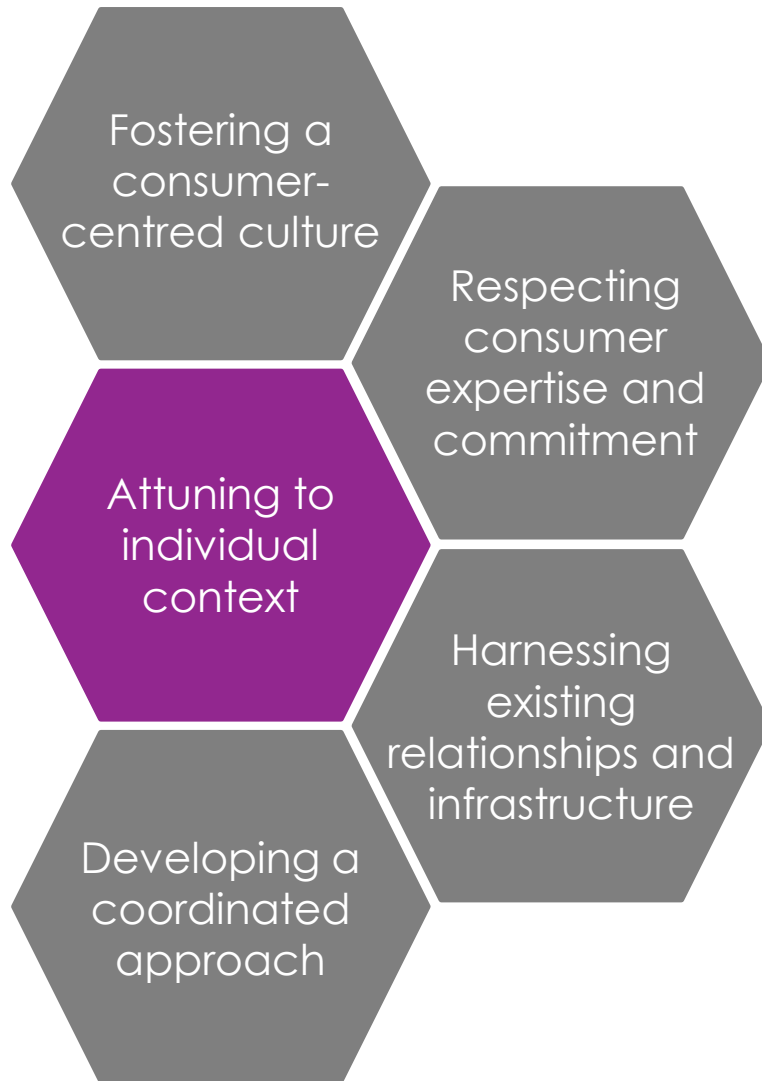 Fostering a
consumer-
centred culture
Respecting
consumer
expertise and
commitment
Attuning to
individual
context
Harnessing
existing
relationships and
infrastructure
Developing a
coordinated
approach